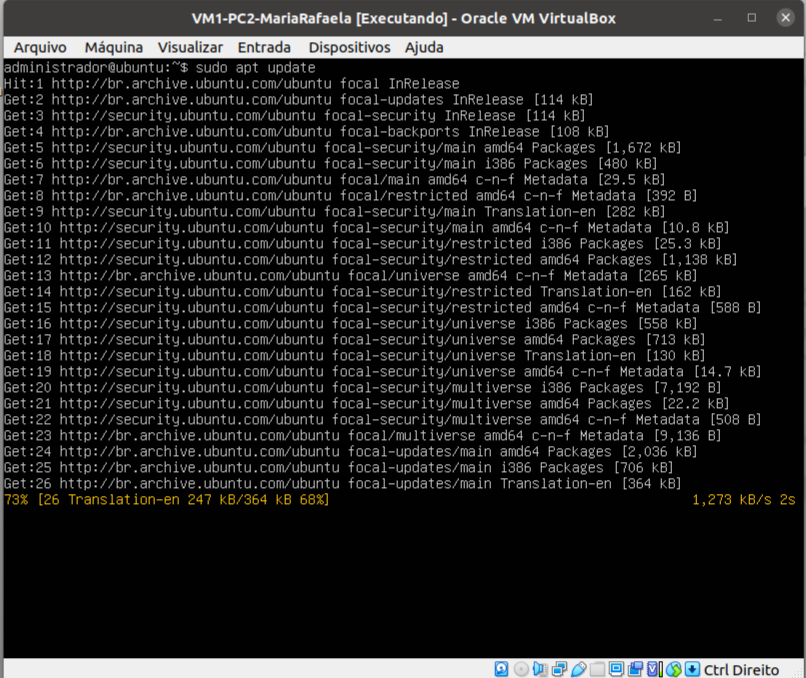 VM1-PC2-MariaRafaela [Executando] - Oracle VM VirtualBox
Arquivo Máquina Visualizar Entrada Dispositivos Ajuda
administrador@ubuntu:~$ sudo apt update
Hit:1 http://br.archive.ubuntu.com/ubuntu focal InRelease
Get:2 http://br.archive.ubuntu.com/ubuntu focal-updates InRelease [114 kB]
Get:3 http://security.ubuntu.com/ubuntu focal-security InRelease [114 kB]
Get:4 http://br.archive.ubuntu.com/ubuntu focal-backports InRelease [108 kB]
Get:5 http://security.ubuntu.com/ubuntu focal-security/main amd64 Packages [1,672 kB]
Get:6 http://security.ubuntu.com/ubuntu focal-security/main i386 Packages [480 kB]
Get:7 http://br.archive.ubuntu.com/ubuntu focal/main amd64 c-n-f Metadata [29.5 kB]
Get:8 http://br.archive.ubuntu.com/ubuntu focal/restricted amd64 c-n-f Metadata [392 B]
Get:9 http://security.ubuntu.com/ubuntu focal-security/main Translation-en [282 kB]
Get:10 http://security.ubuntu.com/ubuntu focal-security/main amd64 c-n-f Metadata [10.8 kB]
Get:11 http://security.ubuntu.com/ubuntu focal-security/restricted i386 Packages [25.3 kB]
Get:12 http://security.ubuntu.com/ubuntu focal-security/restricted amd64 Packages [1,138 kB]
Get:13 http://br.archive.ubuntu.com/ubuntu focal/universe amd64 c-n-f Metadata [265 kB]
Get:14 http://security.ubuntu.com/ubuntu focal-security/restricted Translation-en [162 kB]
Get:15 http://security.ubuntu.com/ubuntu focal-security/restricted amd64 c-n-f Metadata [588 B]
Get:16 http://security.ubuntu.com/ubuntu focal-security/universe i386 Packages [558 kB]
Get:17 http://security.ubuntu.com/ubuntu focal-security/universe amd64 Packages [713 kB]
Get:18 http://security.ubuntu.com/ubuntu focal-security/universe Translation-en [130 kB]
Get:19 http://security.ubuntu.com/ubuntu focal-security/universe amd64 c-n-f Metadata [14.7 kB]
Get:20 http://security.ubuntu.com/ubuntu focal-security/multiverse i386 Packages [7,192 B]
Get:21 http://security.ubuntu.com/ubuntu focal-security/multiverse amd64 Packages [22.2 kB]
Get:22 http://security.ubuntu.com/ubuntu focal-security/multiverse amd64 c-n-f Metadata [508 B]
Get:23 http://br.archive.ubuntu.com/ubuntu focal/multiverse amd64 c-n-f Metadata [9,136 B]
Get:24 http://br.archive.ubuntu.com/ubuntu focal-updates/main amd64 Packages [2,036 kB]
Get:25 http://br.archive.ubuntu.com/ubuntu focal-updates/main i386 Packages [706 kB]
Get:26 http://br.archive.ubuntu.com/ubuntu focal-updates/main Translation-en [364 kB]
73% [26 Translation-en 247 kB/364 kB 68%] 1,273 kB/s 2s
Ctrl Direito